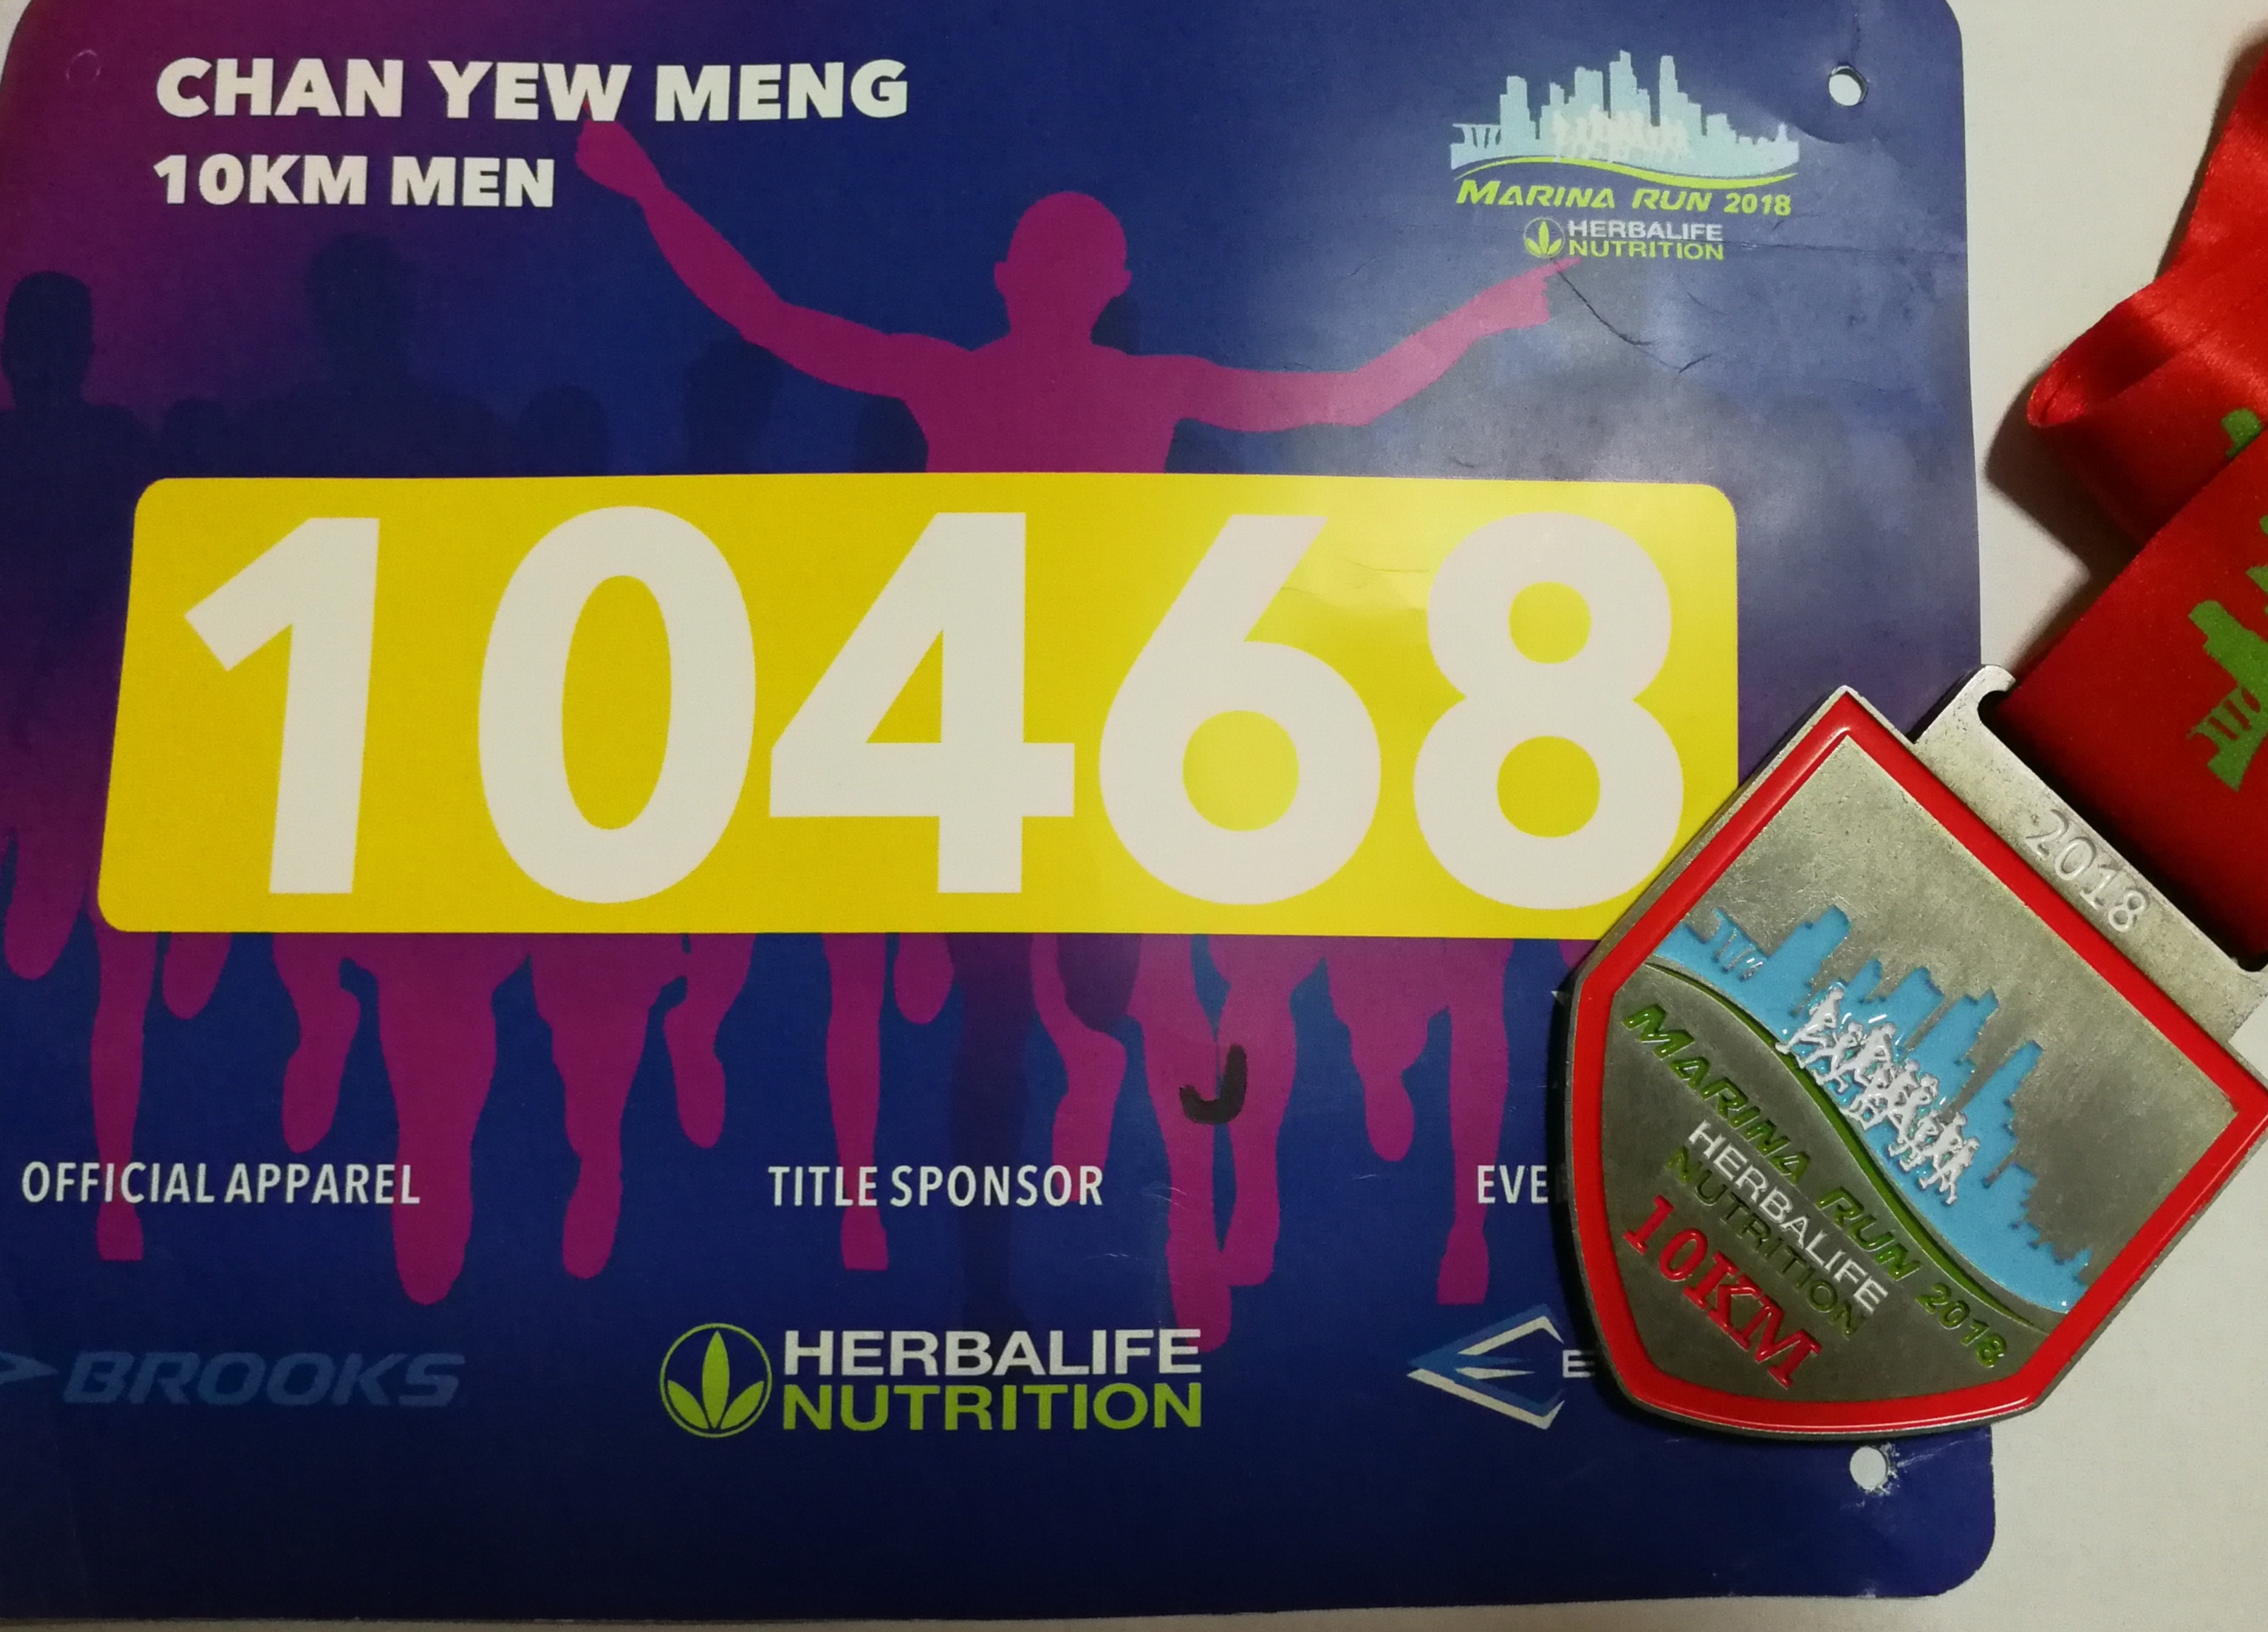 CHAN YEW MENG
10KM MEN
MARINA RUN 2018
HERBALIFE
NUTRITION
10468
OFFICIAL APPAREL
TITLE SPONSOR
BROOKS
HERBALIFE
NUTRITION
2018
MARINA RUN 2018
HERBALIFE
NUTRITION
10KM